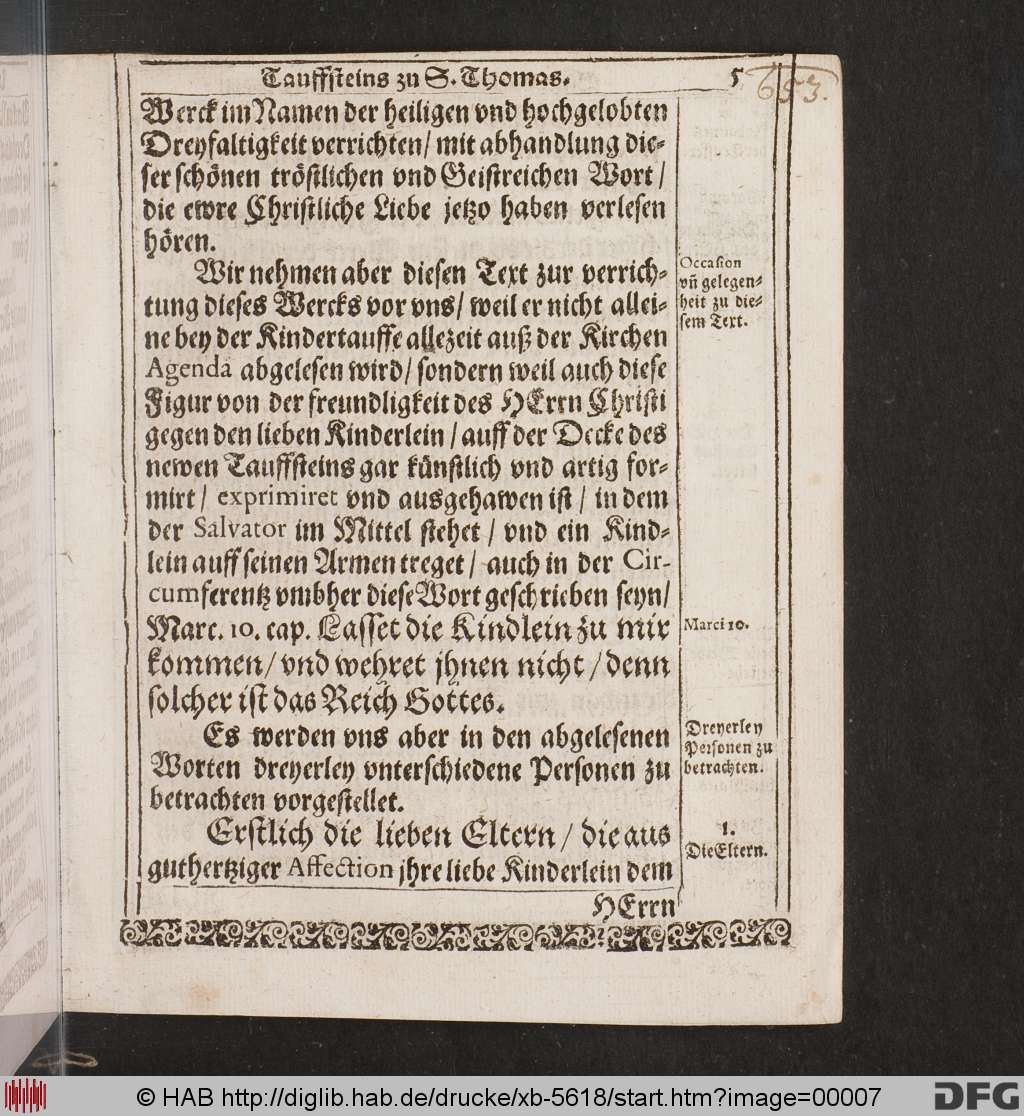 Tauffsteins zu S. Thomas. 5
653.
Werck im Namen der heiligen vnd hochgelobten
Dreyfaltigkeit verrichten/ mit abhandlung die-
ser schönen tröstlichen vnd Geistreichen Wort/
die ewre Christliche Liebe jetzo haben verlesen
hören.
Wir nehmen aber diesen Text zur verrich-
tung dieses Wercks vor vns/ weil er nicht allei-
ne bey der Kindertauffe allezeit auß der Kirchen
Agendâ abgelesen wird/ sondern weil auch diese
Figur von der freundligkeit des HErrn Christi
gegen den lieben Kinderlein/ auff der Decke des
newen Tauffsteins gar künstlich vnd artig for-
mirt/ exprimiret vnd ausgehawen ist/ in dem
der Salvator im Mittel stehet/ vnd ein Kind-
lein auff seinen Armen treget/ auch in der Cir-
cumferentz vmbher diese Wort geschrieben seyn/
Marc. 10. cap. Lasset die Kindlein zu mir
kommen/ vnd wehret jhnen nicht/ denn
solcher ist das Reich Gottes.
Es werden vns aber in den abgelesenen
Worten dreyerley vnterschiedene Personen zu
betrachten vorgestellet.
Erstlich die lieben Eltern/ die aus
guthertziger Affection jhre liebe Kinderlein dem
HErrn
Occasion
vñ gelegen-
heit zu die-
sem Text.
Marci 10.
Dreyerley
Personen zu
betrachten.
1.
Die Eltern.
© HAB http://diglib.hab.de/drucke/xb-5618/start.htm?image=00007
DFG